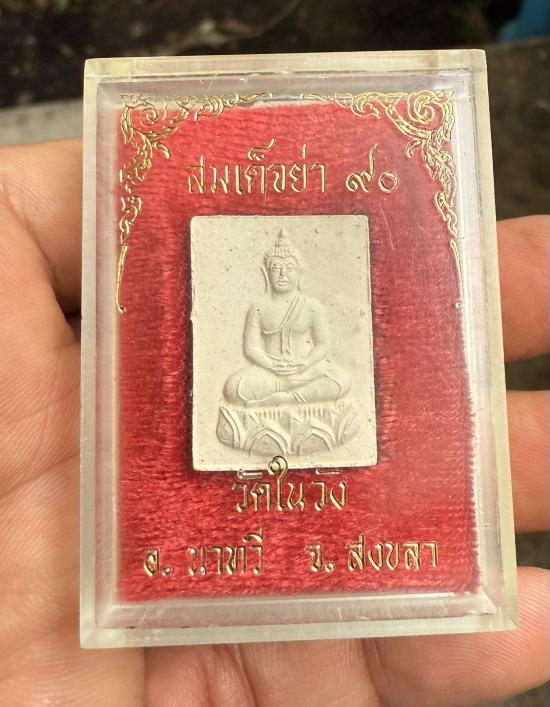 สมเด็จย่า ๙๐
วัดในวัง
อ. นาทวี จ. สงขลา